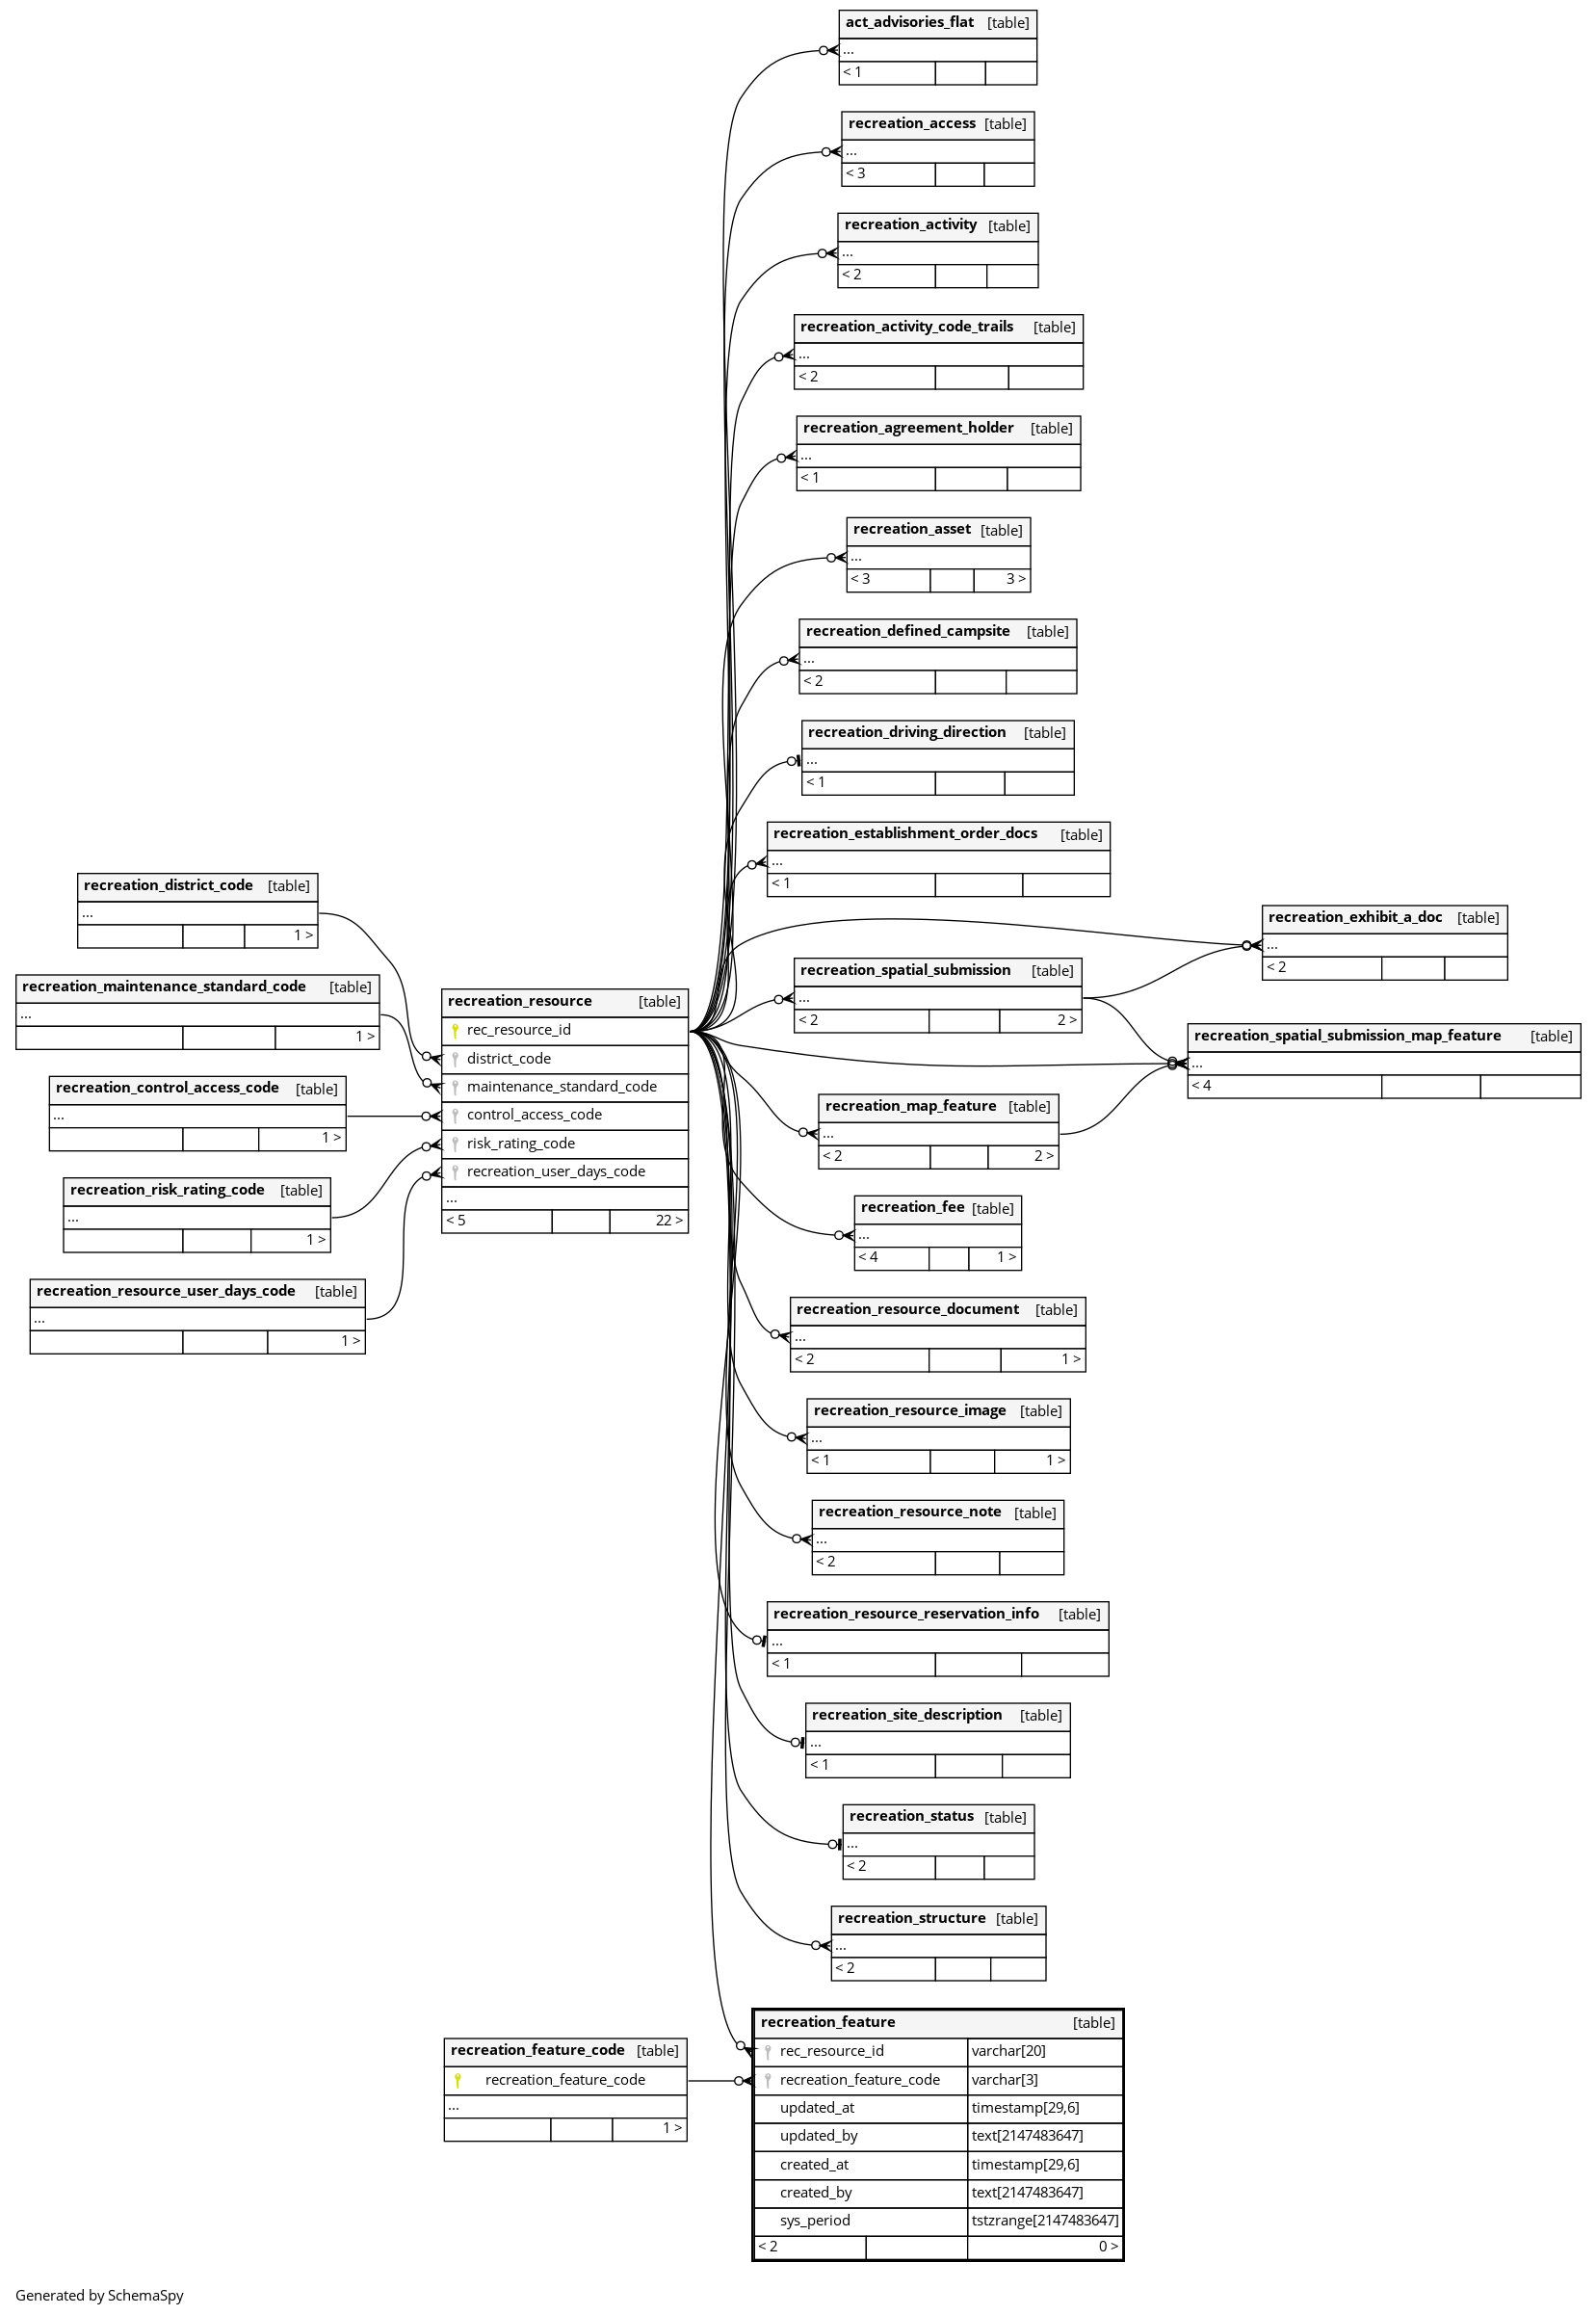 act_advisories_flat [table]
...
< 1
recreation_access [table]
...
< 3
recreation_activity [table]
...
< 2
recreation_activity_code_trails [table]
...
< 2
recreation_agreement_holder [table]
...
< 1
recreation_asset [table]
...
< 3 3 >
recreation_defined_campsite [table]
...
< 2
recreation_driving_direction [table]
...
< 1
recreation_establishment_order_docs [table]
...
< 1
recreation_exhibit_a_doc [table]
...
< 2
recreation_spatial_submission [table]
...
< 2 2 >
recreation_spatial_submission_map_feature [table]
...
< 4
recreation_map_feature [table]
...
< 2 2 >
recreation_district_code [table]
...
1 >
recreation_maintenance_standard_code [table]
...
1 >
recreation_control_access_code [table]
...
1 >
recreation_risk_rating_code [table]
...
1 >
recreation_resource_user_days_code [table]
...
1 >
recreation_resource [table]
rec_resource_id
district_code
maintenance_standard_code
control_access_code
risk_rating_code
recreation_user_days_code
...
< 5 22 >
recreation_fee [table]
...
< 4 1 >
recreation_resource_document [table]
...
< 2 1 >
recreation_resource_image [table]
...
< 1 1 >
recreation_resource_note [table]
...
< 2
recreation_resource_reservation_info [table]
...
< 1
recreation_site_description [table]
...
< 1
recreation_status [table]
...
< 2
recreation_structure [table]
...
< 2
recreation_feature_code [table]
recreation_feature_code
...
1 >
recreation_feature [table]
rec_resource_id varchar[20]
recreation_feature_code varchar[3]
updated_at timestamp[29,6]
updated_by text[2147483647]
created_at timestamp[29,6]
created_by text[2147483647]
sys_period tstzrange[2147483647]
< 2 0 >
Generated by SchemaSpy